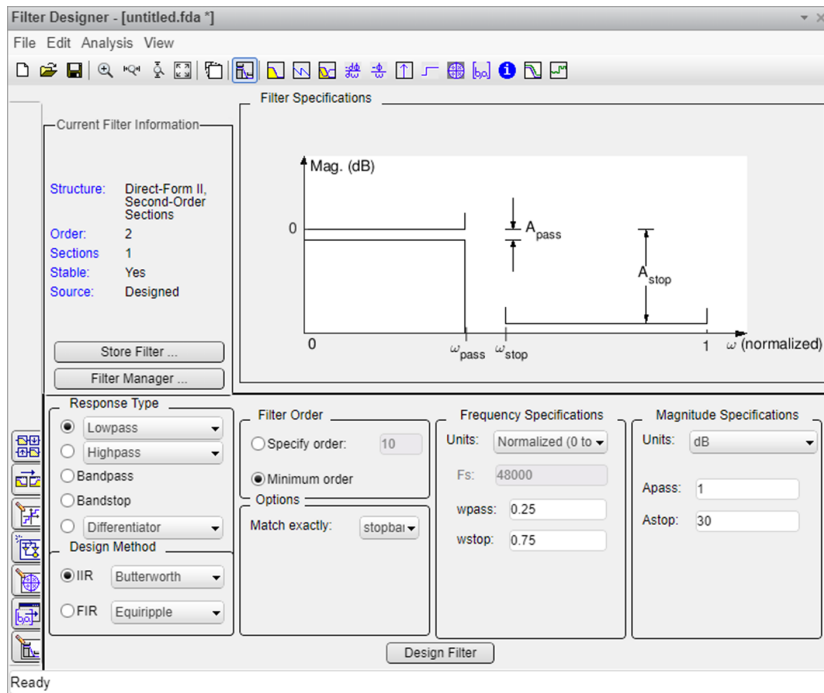 Filter Designer - [untitled.fda *]
File Edit Analysis View
Filter Specifications
Current Filter Information
Structure: Direct-Form II,
Second-Order
Sections
Order: 2
Sections 1
Stable: Yes
Source: Designed
Store Filter ...
Filter Manager ...
Mag. (dB)
0
A pass
A stop
0
ω pass
ω stop
1
ω (normalized)
Response Type
Lowpass
Highpass
Bandpass
Bandstop
Differentiator
Design Method
IIR Butterworth
FIR Equiripple
Filter Order
Specify order: 10
Minimum order
Options
Match exactly: stopbar
Frequency Specifications
Units: Normalized (0 to
Fs: 48000
wpass: 0.25
wstop: 0.75
Magnitude Specifications
Units: dB
Apass: 1
Astop: 30
Design Filter
Ready